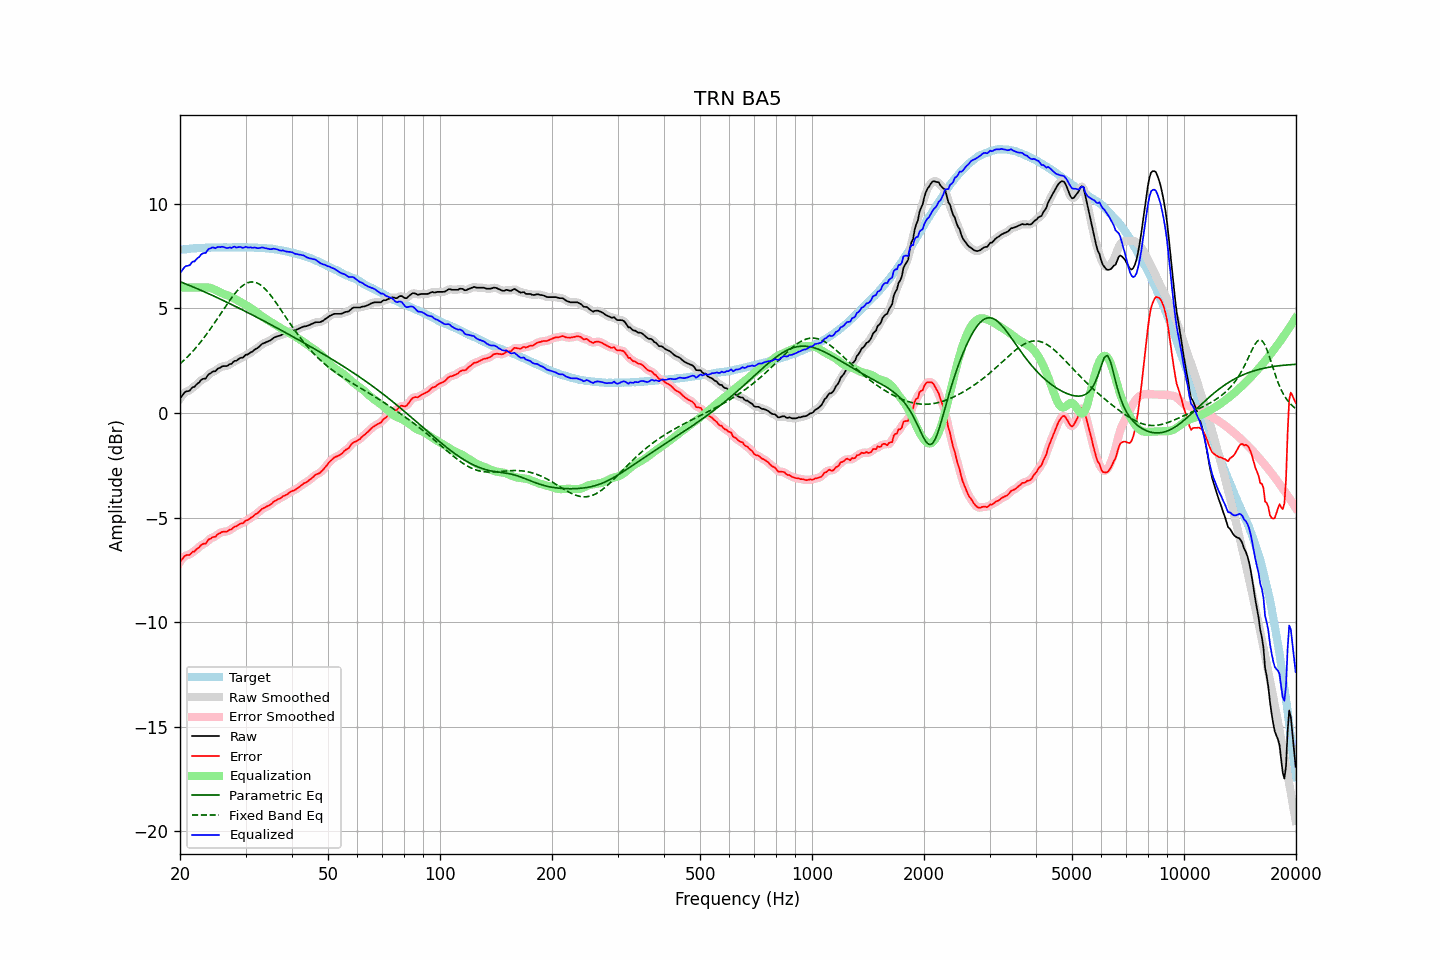 TRN BA5
Amplitude (dBr)
10
5
0
−5
−10
−15
−20
Target
Raw Smoothed
Error Smoothed
Raw
Error
Equalization
Parametric Eq
Fixed Band Eq
Equalized
20 50 100 200 500 1000 2000 5000 10000 20000
Frequency (Hz)